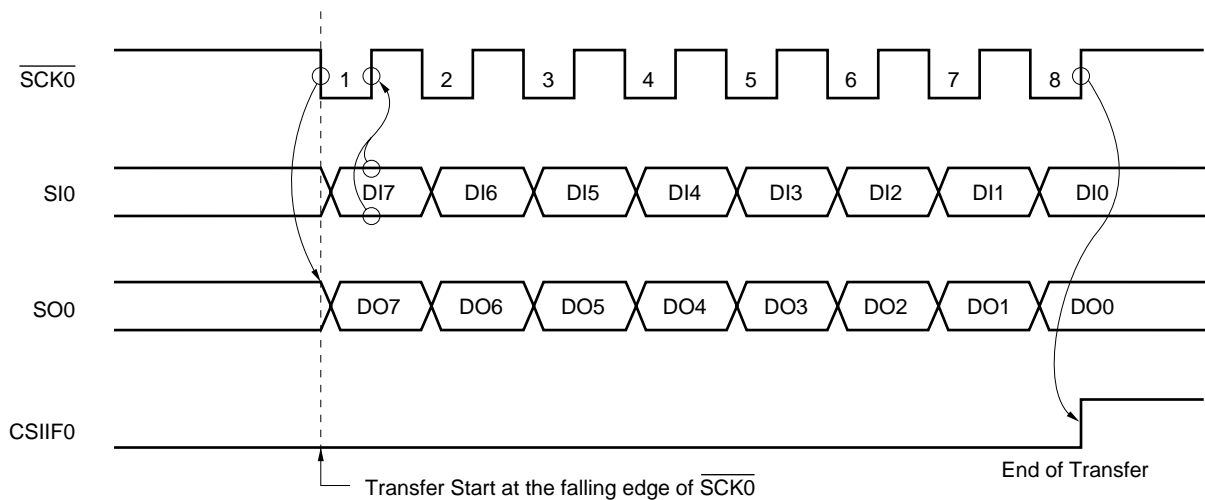 SCK0
1 2 3 4 5 6 7 8
SI0
DI7 DI6 DI5 DI4 DI3 DI2 DI1 DI0
SO0
DO7 DO6 DO5 DO4 DO3 DO2 DO1 DO0
CSIIF0
End of Transfer
Transfer Start at the falling edge of SCK0